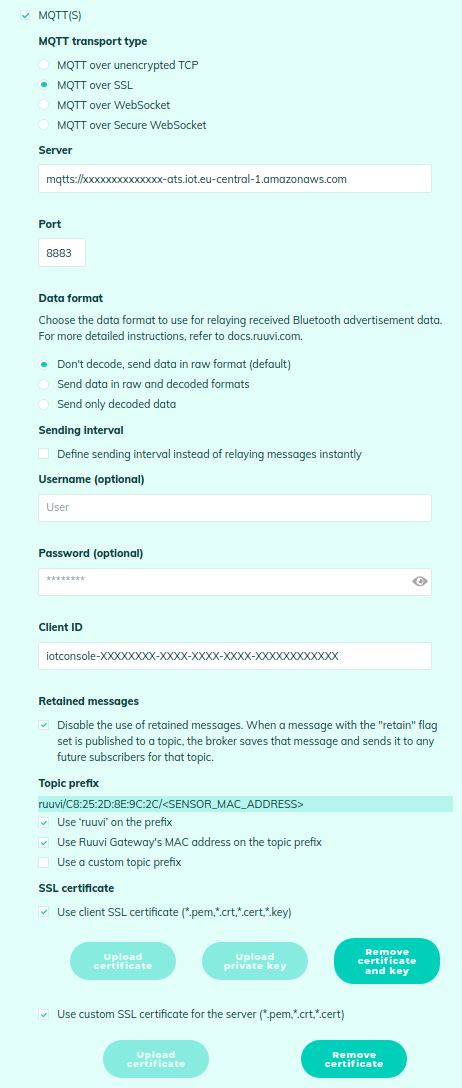 MQTT(S)
MQTT transport type
MQTT over unencrypted TCP
MQTT over SSL
MQTT over WebSocket
MQTT over Secure WebSocket
Server
mqtts://xxxxxxxxxxxxxx-ats.iot.eu-central-1.amazonaws.com
Port
8883
Data format
Choose the data format to use for relaying received Bluetooth advertisement data.
For more detailed instructions, refer to docs.ruuvi.com.
Don't decode, send data in raw format (default)
Send data in raw and decoded formats
Send only decoded data
Sending interval
Define sending interval instead of relaying messages instantly
Username (optional)
User
Password (optional)
********
Client ID
iotconsole-XXXXXXXX-XXXX-XXXX-XXXX-XXXXXXXXXXXX
Retained messages
Disable the use of retained messages. When a message with the "retain" flag
set is published to a topic, the broker saves that message and sends it to any
future subscribers for that topic.
Topic prefix
ruuvi/C8:25:2D:8E:9C:2C/<SENSOR_MAC_ADDRESS>
Use 'ruuvi' on the prefix
Use Ruuvi Gateway's MAC address on the topic prefix
Use a custom topic prefix
SSL certificate
Use client SSL certificate (*.pem,*.crt,*.cert,*.key)
Upload
certificate
Upload
private key
Remove
certificate
and key
Use custom SSL certificate for the server (*.pem,*.crt,*.cert)
Upload
certificate
Remove
certificate